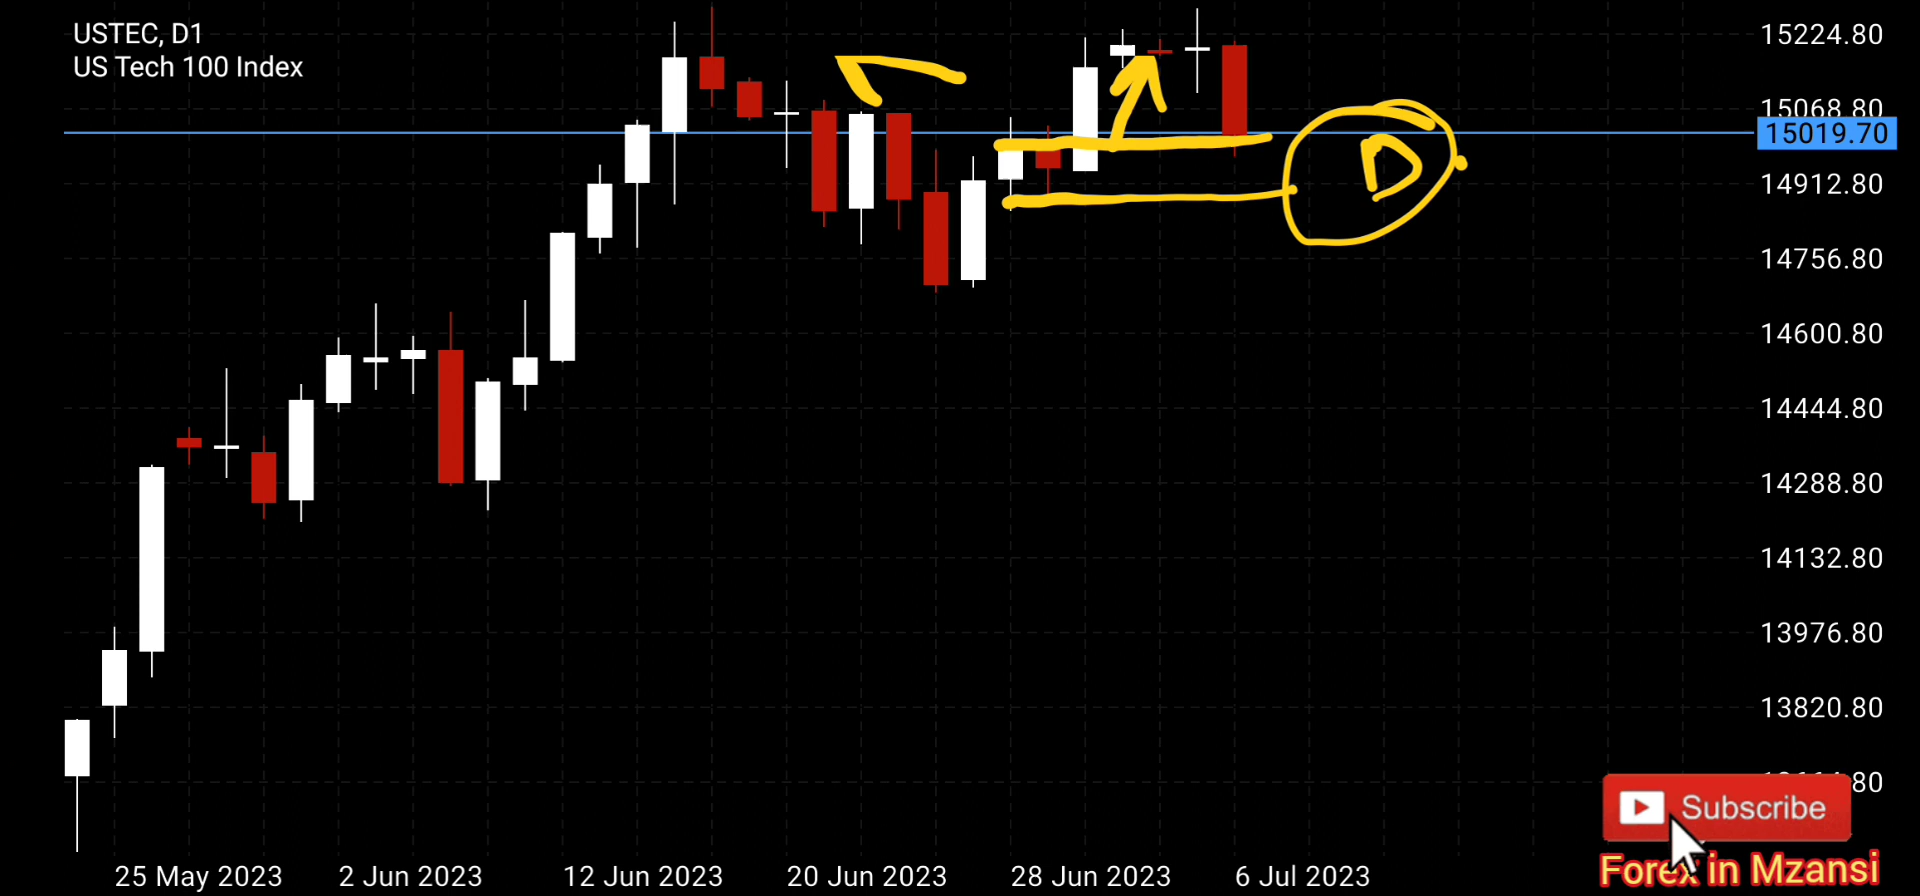 USTEC, D1
US Tech 100 Index
15224.80
15068.80
15019.70
14912.80
14756.80
14600.80
14444.80
14288.80
14132.80
13976.80
13820.80
80
D
Subscribe
Forex in Mzansi
25 May 2023
2 Jun 2023
12 Jun 2023
20 Jun 2023
28 Jun 2023
6 Jul 2023